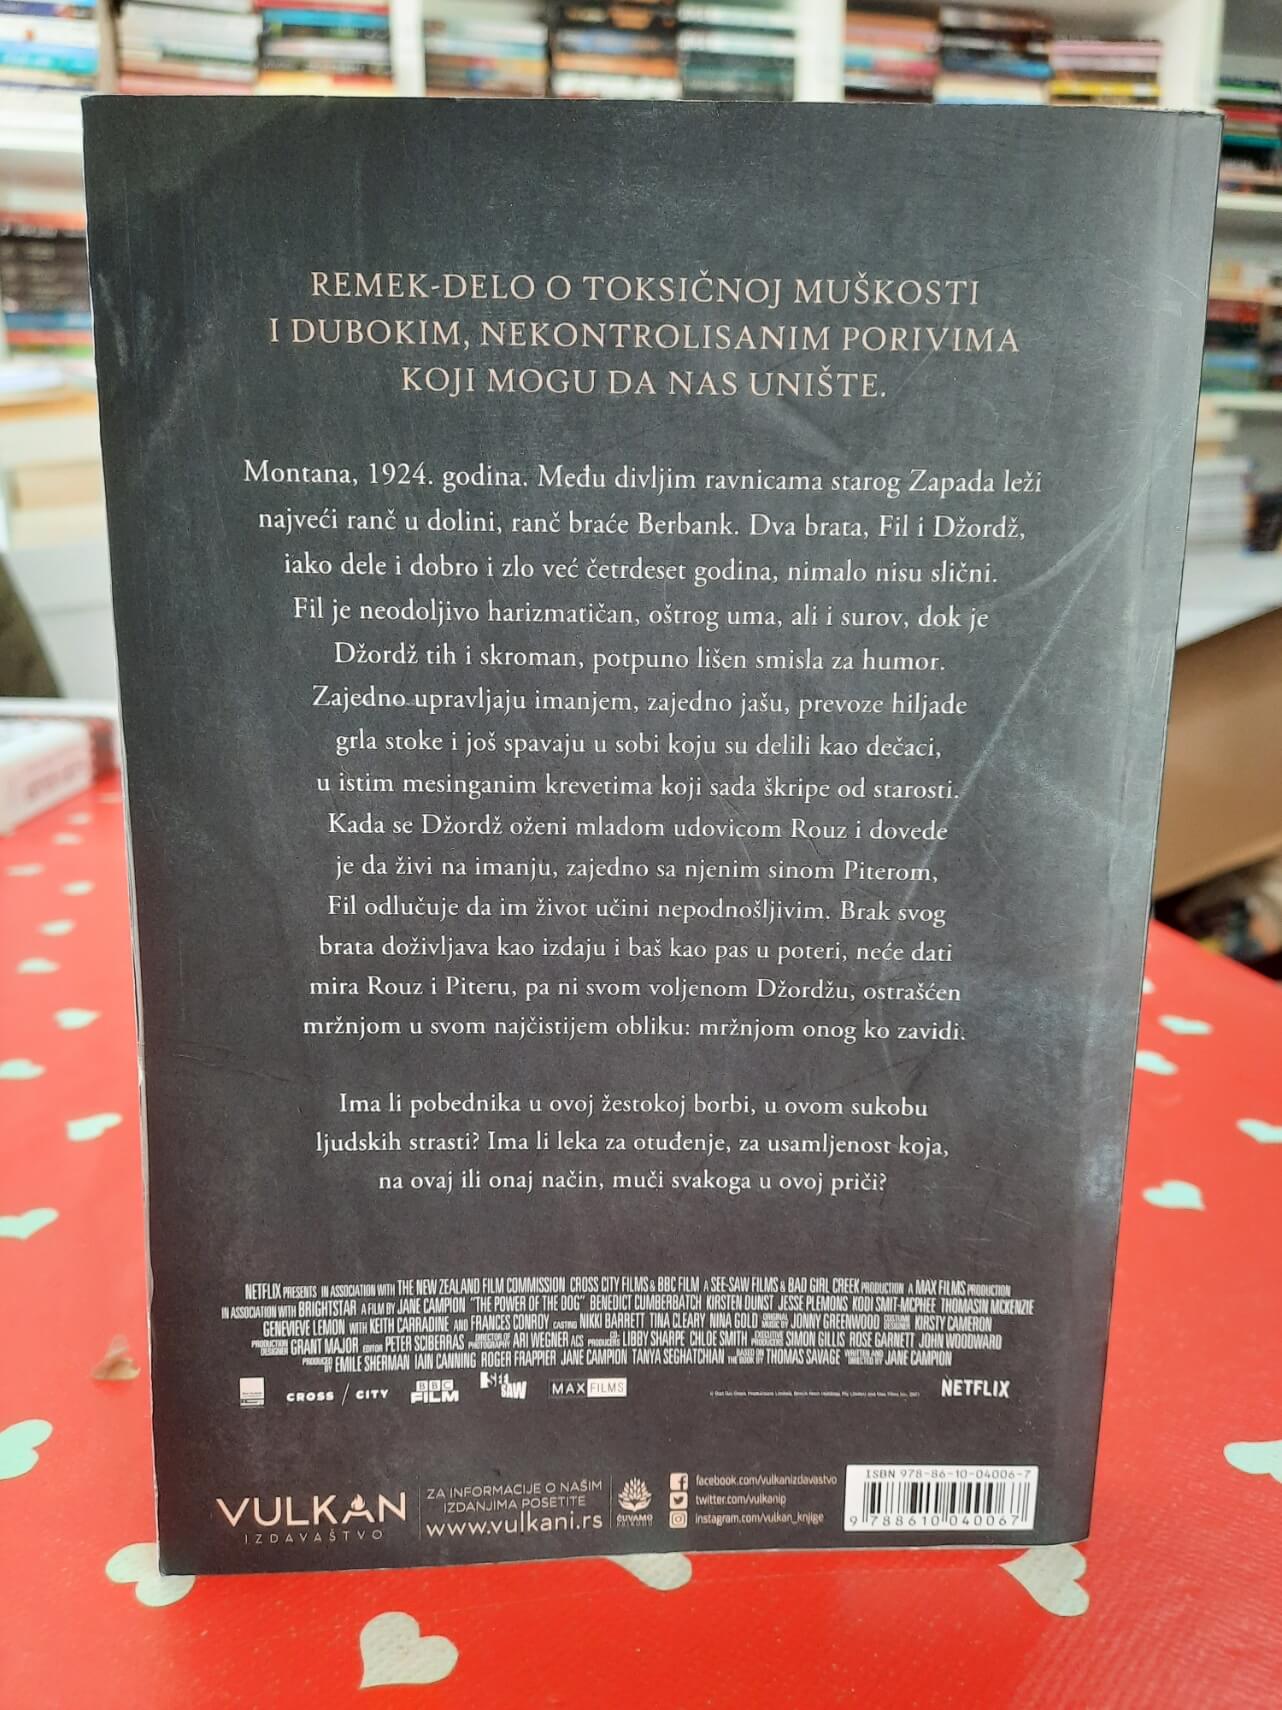 REMEK-DELO O TOKSIČNOJ MUŠKOSTI
I DUBOKIM, NEKONTROLISANIM PORIVIMA
KOJI MOGU DA NAS UNIŠTE.
Montana, 1924. godina. Među divljim ravnicama starog Zapada leži
najveći ranč u dolini, ranč braće Berbank. Dva brata, Fil i Džordž,
iako dele i dobro i zlo već četrdeset godina, nimalo nisu slični.
Fil je neodoljivo harizmatičan, oštrog uma, ali i surov, dok je
Džordž tih i skroman, potpuno lišen smisla za humor.
Zajedno upravljaju imanjem, zajedno jašu, prevoze hiljade
grla stoke i još spavaju u sobi koju su delili kao dečaci,
u istim mesinganim krevetima koji sada škripe od starosti.
Kada se Džordž oženi mladom udovicom Rouz i dovede
je da živi na imanju, zajedno sa njenim sinom Piterom,
Fil odlučuje da im život učini nepodnošljivim. Brak svog
brata doživljava kao izdaju i baš kao pas u poteri, neće dati
mira Rouz i Piteru, pa ni svom voljenom Džordžu, ostrašćen
mržnjom u svom najčistijem obliku: mržnjom onog ko zavidi.
Ima li pobednika u ovoj žestokoj borbi, u ovom sukobu
ljudskih strasti? Ima li leka za otuđenje, za usamljenost koja,
na ovaj ili onaj način, muči svakoga u ovoj priči?
NETFLIX PRESENTS IN ASSOCIATION WITH THE NEW ZEALAND FILM COMMISSION CROSS CITY FILMS & BBC FILM A SEE-SAW FILMS & BAD GIRL CREEK PRODUCTION A MAX FILMS PRODUCTION
IN ASSOCIATION WITH BRIGHTSTAR A FILM BY JANE CAMPION "THE POWER OF THE DOG" BENEDICT CUMBERBATCH KIRSTEN DUNST JESSE PLEMONS KODI SMIT-MCPHEE THOMASIN MCKENZIE
GENEVIEVE LEMON WITH KEITH CARRADINE AND FRANCES CONROY CASTING NIKKI BARRETT TINA CLEARY NINA GOLD ORIGINAL MUSIC BY JONNY GREENWOOD COSTUME DESIGNER KIRSTY CAMERON
PRODUCTION DESIGNER GRANT MAJOR EDITOR PETER SCIBERRAS DIRECTOR OF PHOTOGRAPHY ARI WEGNER ACS CO-PRODUCERS LIBBY SHARPE CHLOE SMITH EXECUTIVE PRODUCERS SIMON GILLIS ROSE GARNETT JOHN WOODWARD
PRODUCED BY EMILE SHERMAN IAIN CANNING ROGER FRAPPIER JANE CAMPION TANYA SEGHATCHIAN BASED ON THE BOOK BY THOMAS SAVAGE WRITTEN AND DIRECTED BY JANE CAMPION
CROSS / CITY BBC FILM SEE SAW MAX FILMS NETFLIX
VULKAN
IZDAVAŠTVO
ZA INFORMACIJE O NAŠIM
IZDANJIMA POSETITE
www.vulkani.rs
ČUVAMO
PRIRODU
facebook.com/vulkanizdavastvo
twitter.com/vulkanip
instagram.com/vulkan_knjige
ISBN 978-86-10-04006-7
9 788610 040067